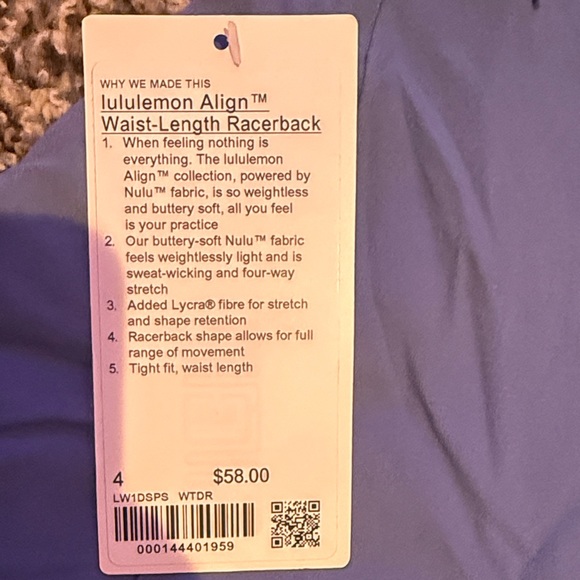 WHY WE MADE THIS
lululemon Align™
Waist-Length Racerback
1. When feeling nothing is
everything. The lululemon
Align™ collection, powered by
Nulu™ fabric, is so weightless
and buttery soft, all you feel
is your practice
2. Our buttery-soft Nulu™ fabric
feels weightlessly light and is
sweat-wicking and four-way
stretch
3. Added Lycra® fibre for stretch
and shape retention
4. Racerback shape allows for full
range of movement
5. Tight fit, waist length
4 $58.00
LW1DSPS WTDR
000144401959